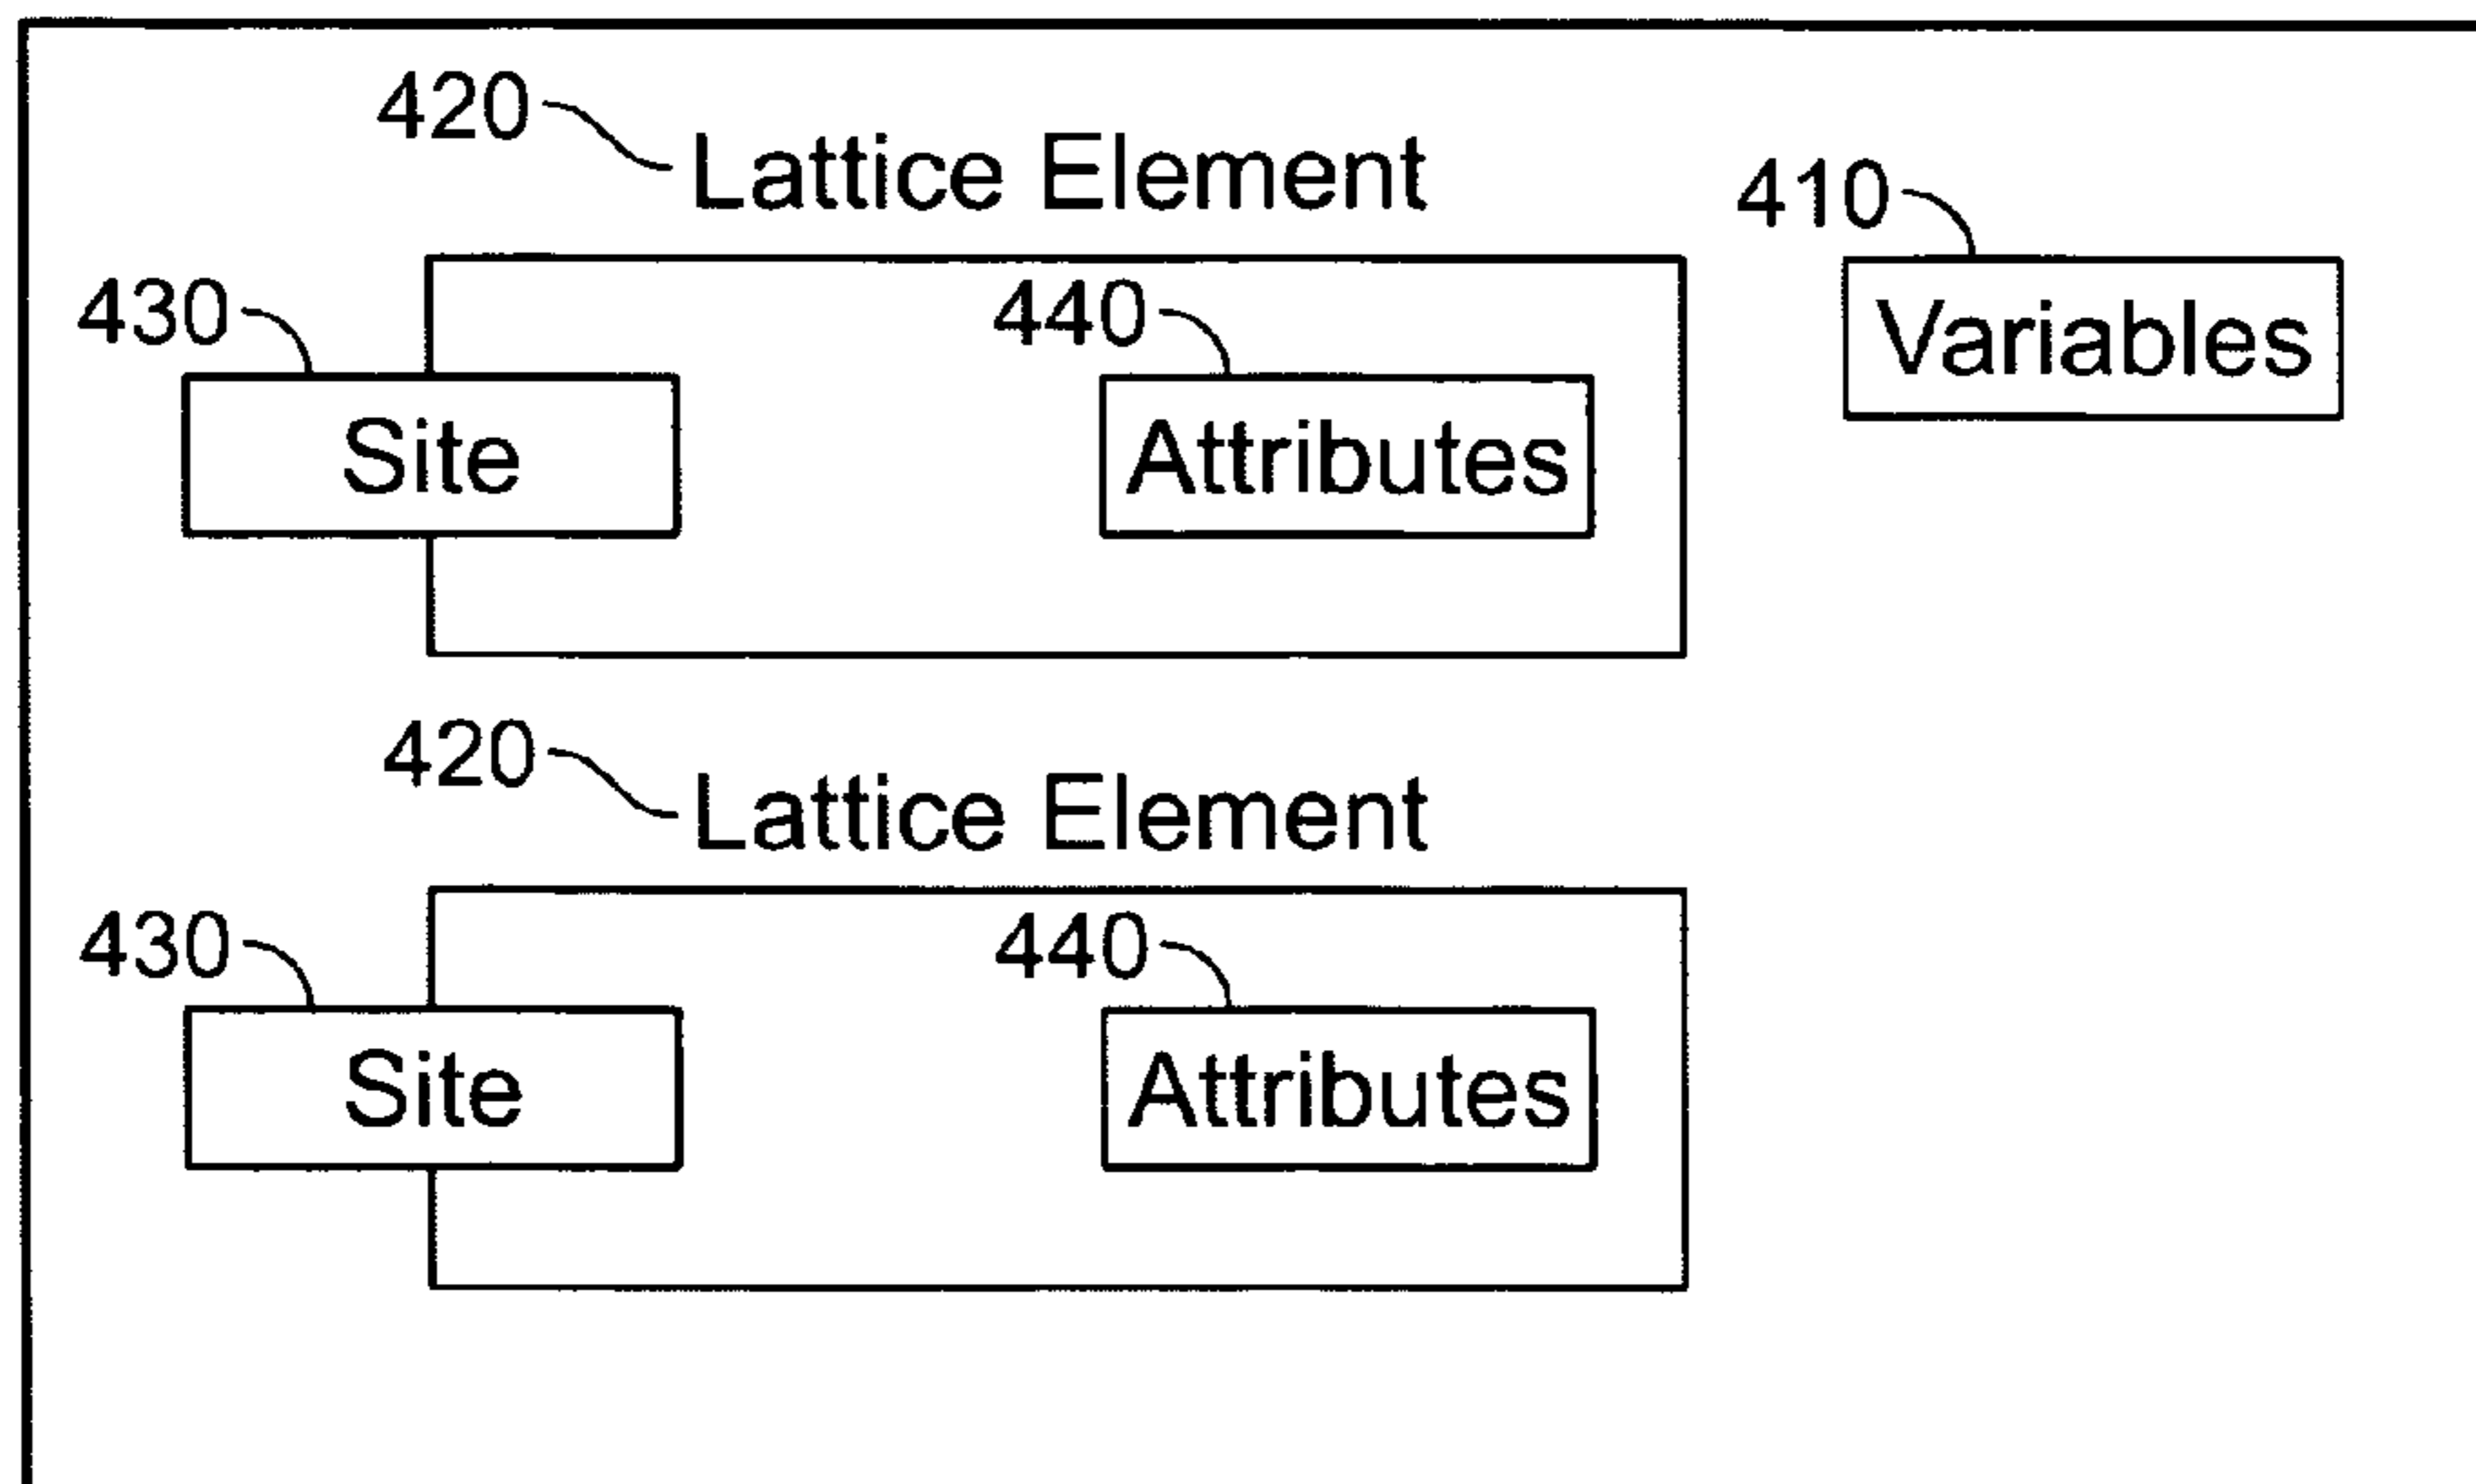 420
Lattice Element
410
Variables
430
440
Site
Attributes
420
Lattice Element
430
440
Site
Attributes